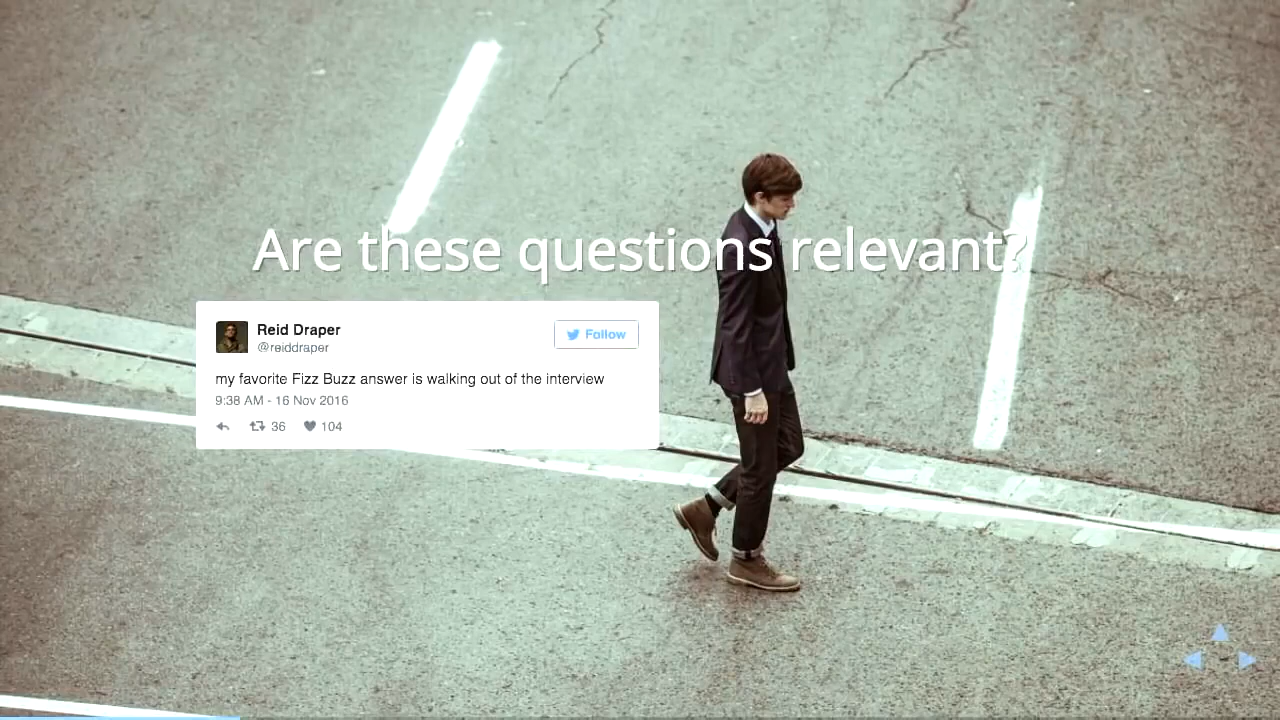 Are these questions relevant?
Reid Draper
@reiddraper
Follow
my favorite Fizz Buzz answer is walking out of the interview
9:38 AM - 16 Nov 2016
36 104